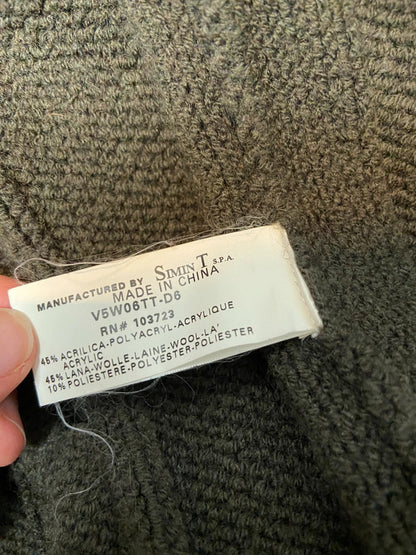 MANUFACTURED BY SIMINT S.P.A.
MADE IN CHINA
V5W06TT-D6
RN# 103723
45% ACRILICA-POLYACRYL-ACRYLIQUE
ACRYLIC
45% LANA-WOLLE-LAINE-WOOL-LA'
10% POLIESTERE-POLYESTER-POLIESTER